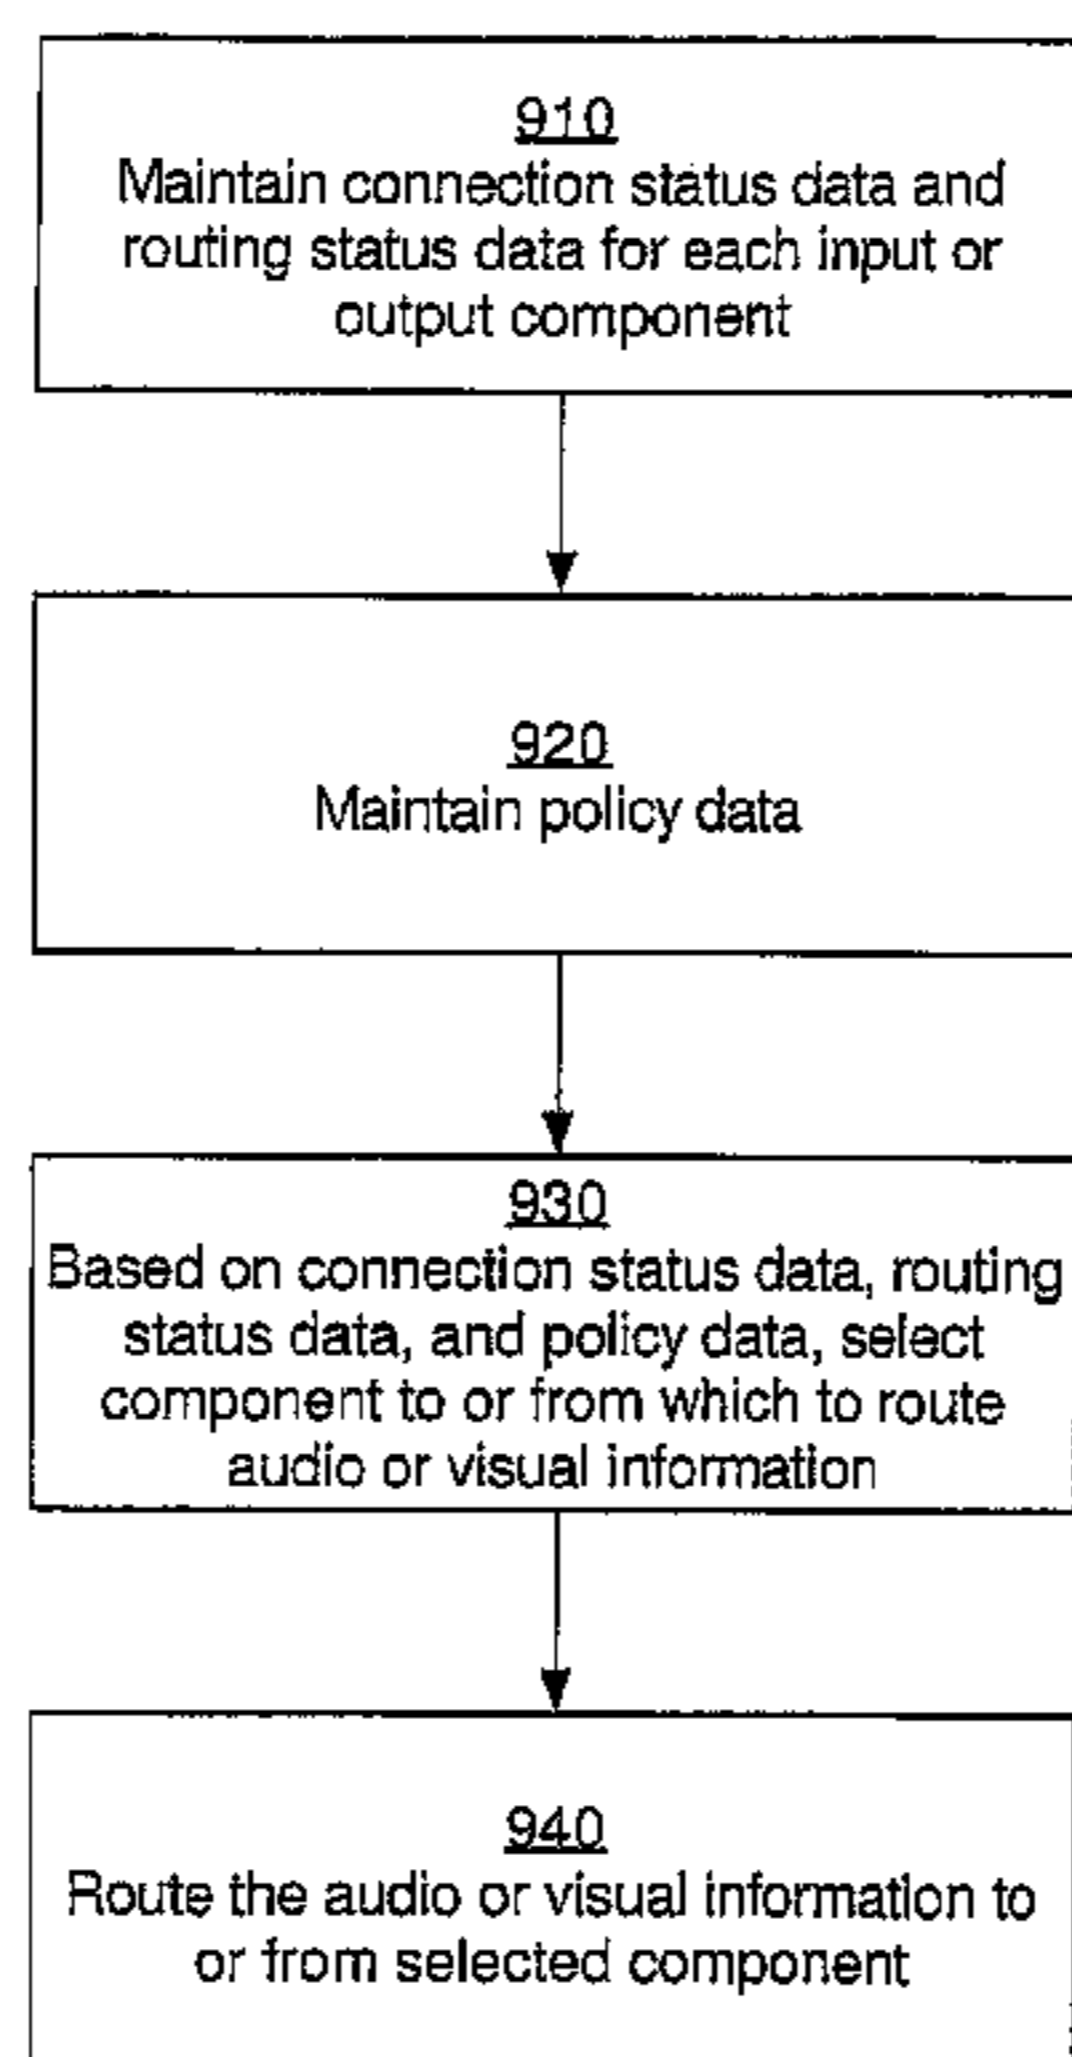 910
Maintain connection status data and
routing status data for each input or
output component
920
Maintain policy data
930
Based on connection status data, routing
status data, and policy data, select
component to or from which to route
audio or visual information
940
Route the audio or visual information to
or from selected component